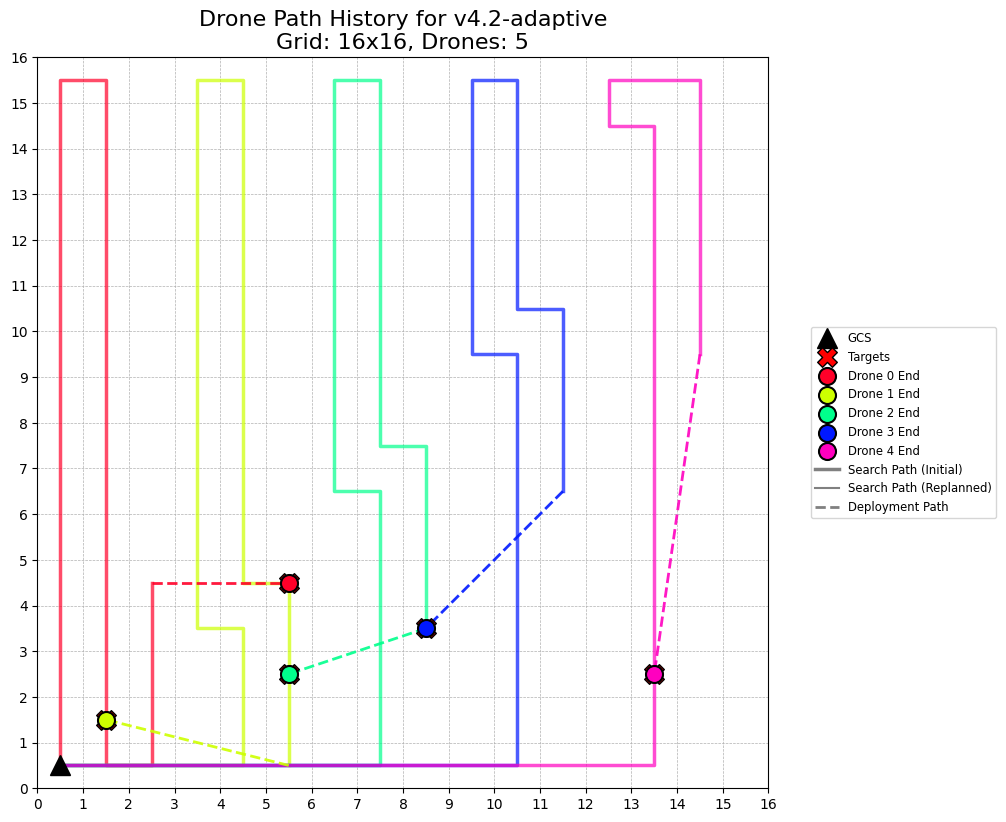 Drone Path History for v4.2-adaptive
Grid: 16x16, Drones: 5
16
15
14
13
12
11
10
9
8
7
6
5
4
3
2
1
0
0 1 2 3 4 5 6 7 8 9 10 11 12 13 14 15 16
GCS
Targets
Drone 0 End
Drone 1 End
Drone 2 End
Drone 3 End
Drone 4 End
Search Path (Initial)
Search Path (Replanned)
Deployment Path